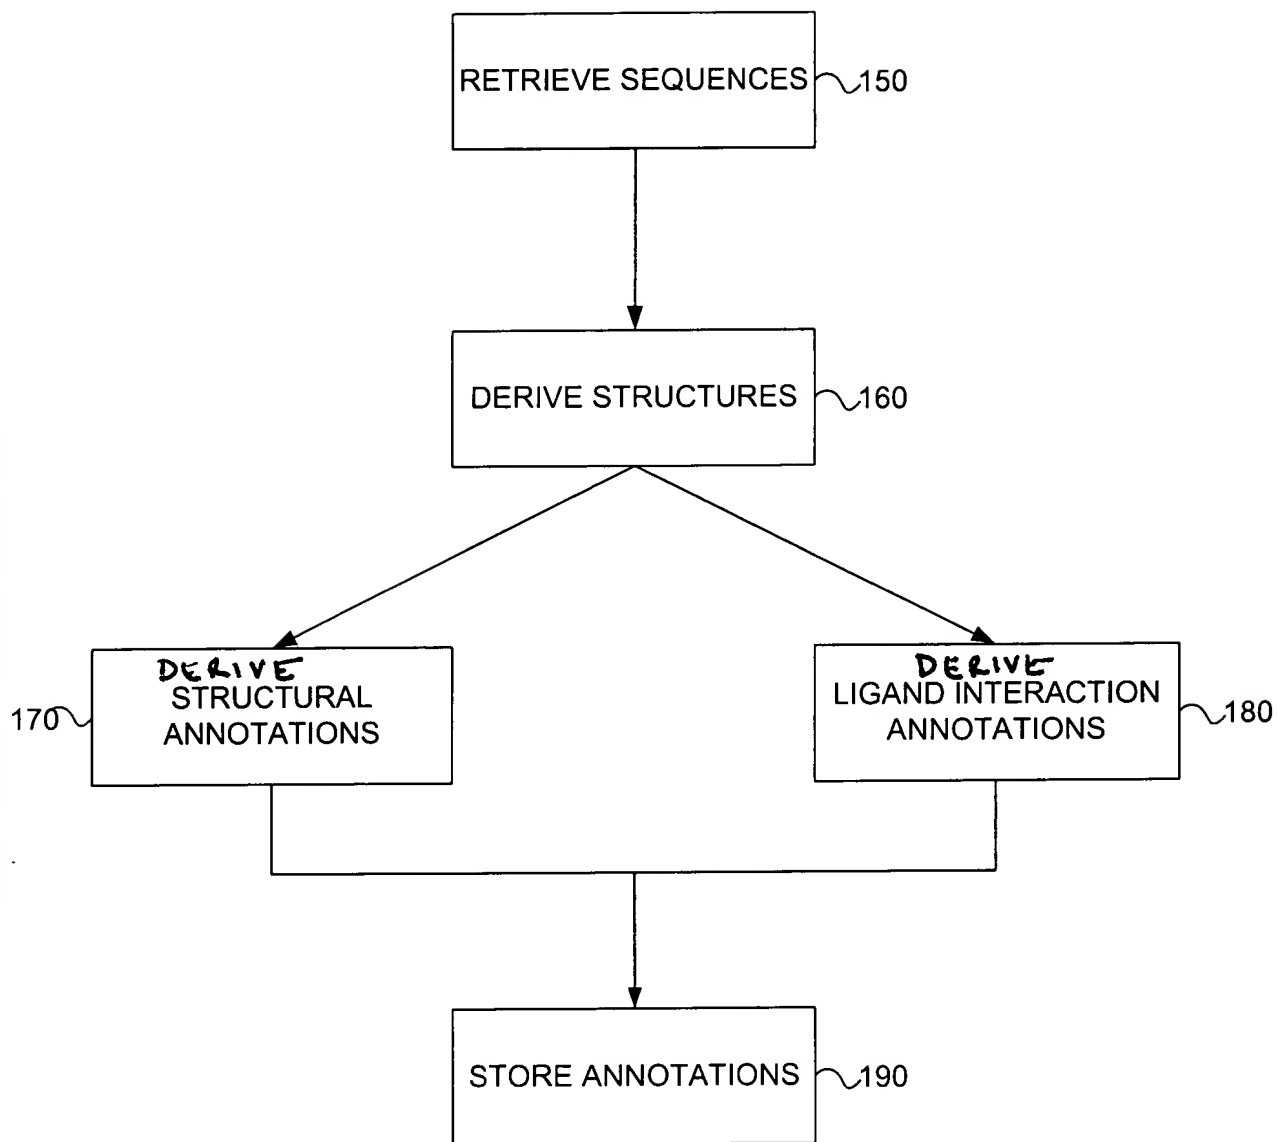 RETRIEVE SEQUENCES
150
DERIVE STRUCTURES
160
DERIVE
STRUCTURAL
ANNOTATIONS
170
DERIVE
LIGAND INTERACTION
ANNOTATIONS
180
STORE ANNOTATIONS
190